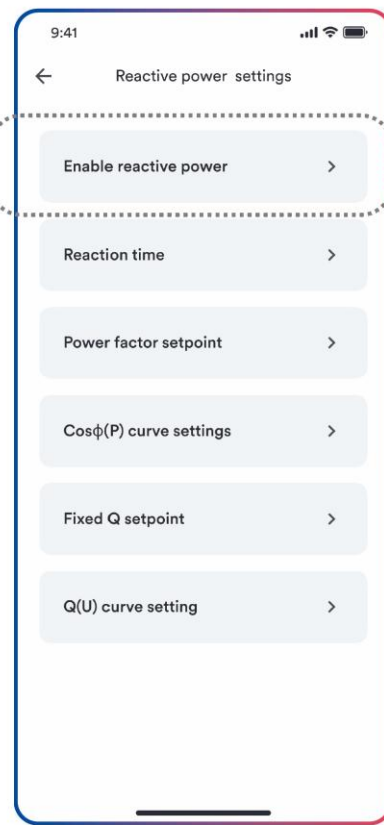 9:41
Reactive power settings
Enable reactive power
Reaction time
Power factor setpoint
Cosϕ(P) curve settings
Fixed Q setpoint
Q(U) curve setting